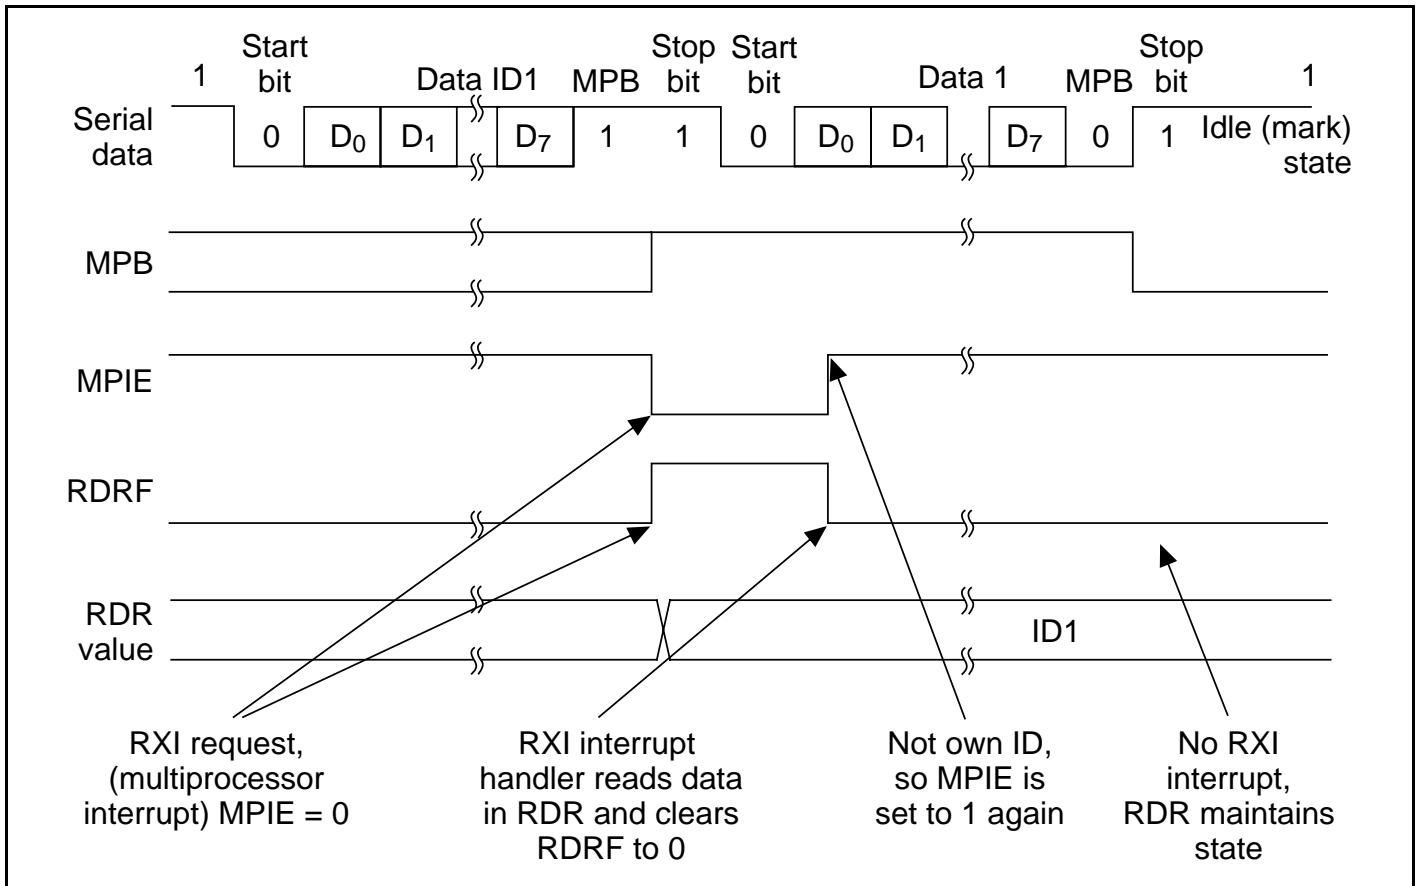 Start bit Data ID1 MPB Stop bit Start bit Data 1 MPB Stop bit
1 1
Serial data 0 D0 D1 D7 1 1 0 D0 D1 D7 0 1 Idle (mark) state
MPB
MPIE
RDRF
RDR value ID1
RXI request,
(multiprocessor
interrupt) MPIE = 0
RXI interrupt
handler reads data
in RDR and clears
RDRF to 0
Not own ID,
so MPIE is
set to 1 again
No RXI
interrupt,
RDR maintains
state